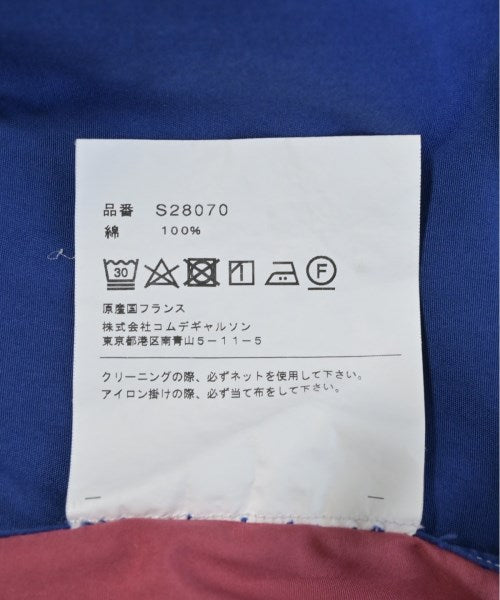 品番 S28070
綿 100%
30 F
原産国フランス
株式会社コムデギャルソン
東京都港区南青山5-11-5
クリーニングの際、必ずネットを使用して下さい。
アイロン掛けの際、必ず当て布をして下さい。